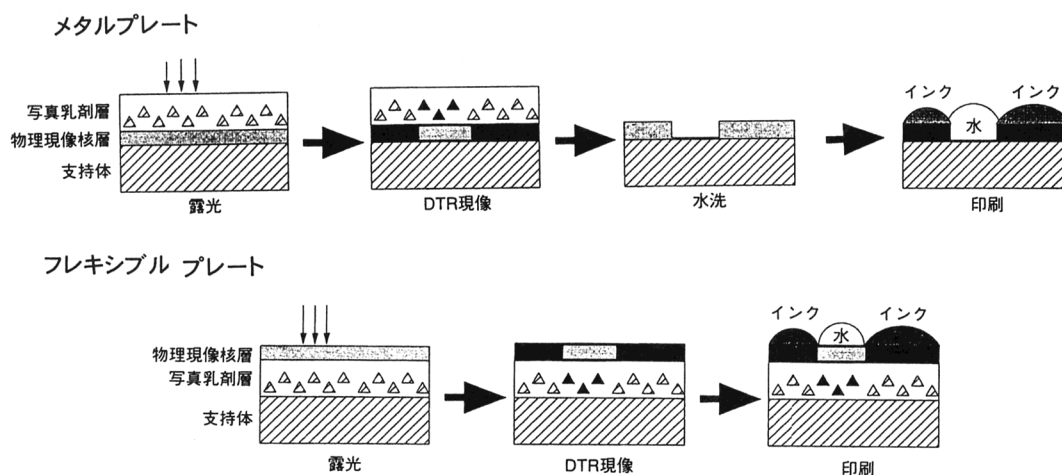 メタルプレート
写真乳剤層
物理現像核層
支持体
露光
DTR現像
水洗
インク
水
インク
印刷
フレキシブル プレート
物理現像核層
写真乳剤層
支持体
露光
DTR現像
インク
水
インク
印刷